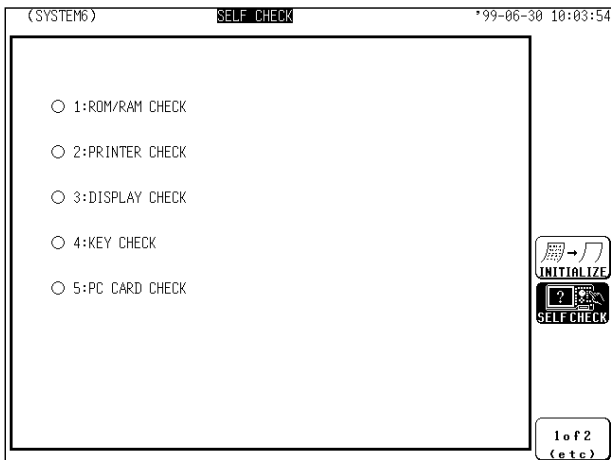 (SYSTEM6) SELF CHECK '99-06-30 10:03:54
1:ROM/RAM CHECK
2:PRINTER CHECK
3:DISPLAY CHECK
4:KEY CHECK
5:PC CARD CHECK
INITIALIZE
?
SELF CHECK
1of2
(etc)